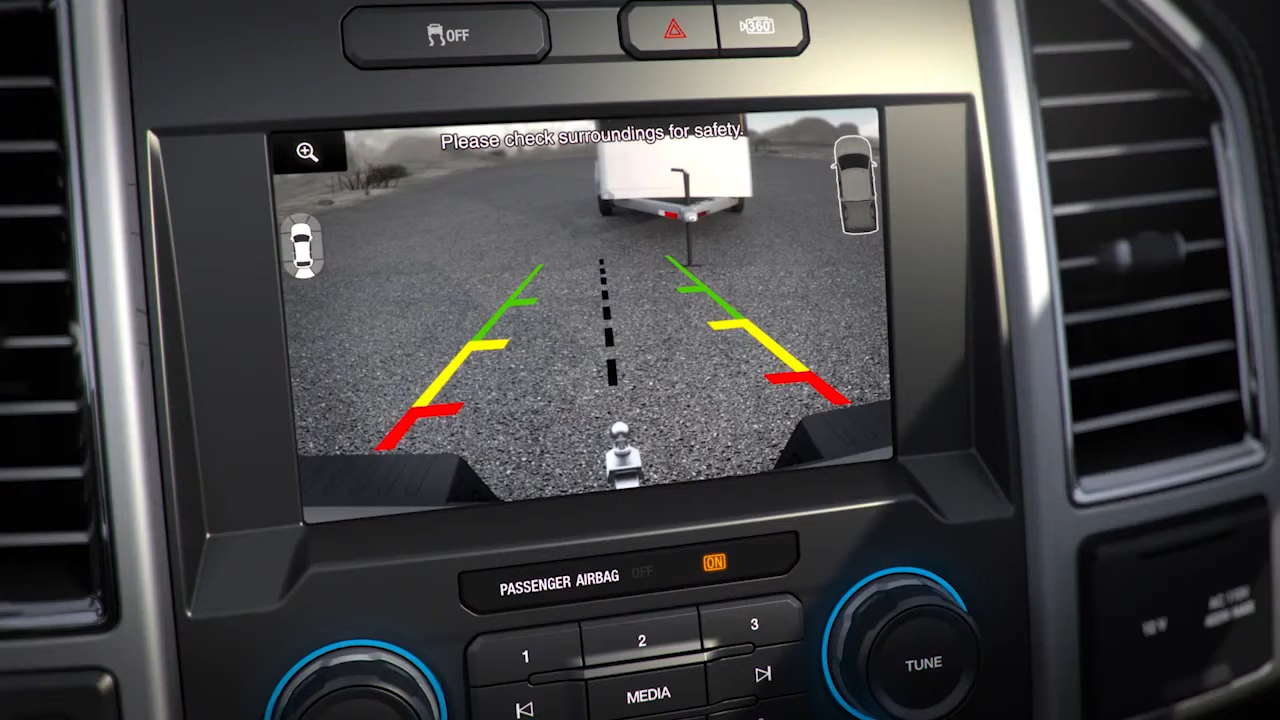 OFF
360
Please check surroundings for safety.
PASSENGER AIRBAG OFF ON
1 2 3
MEDIA
TUNE